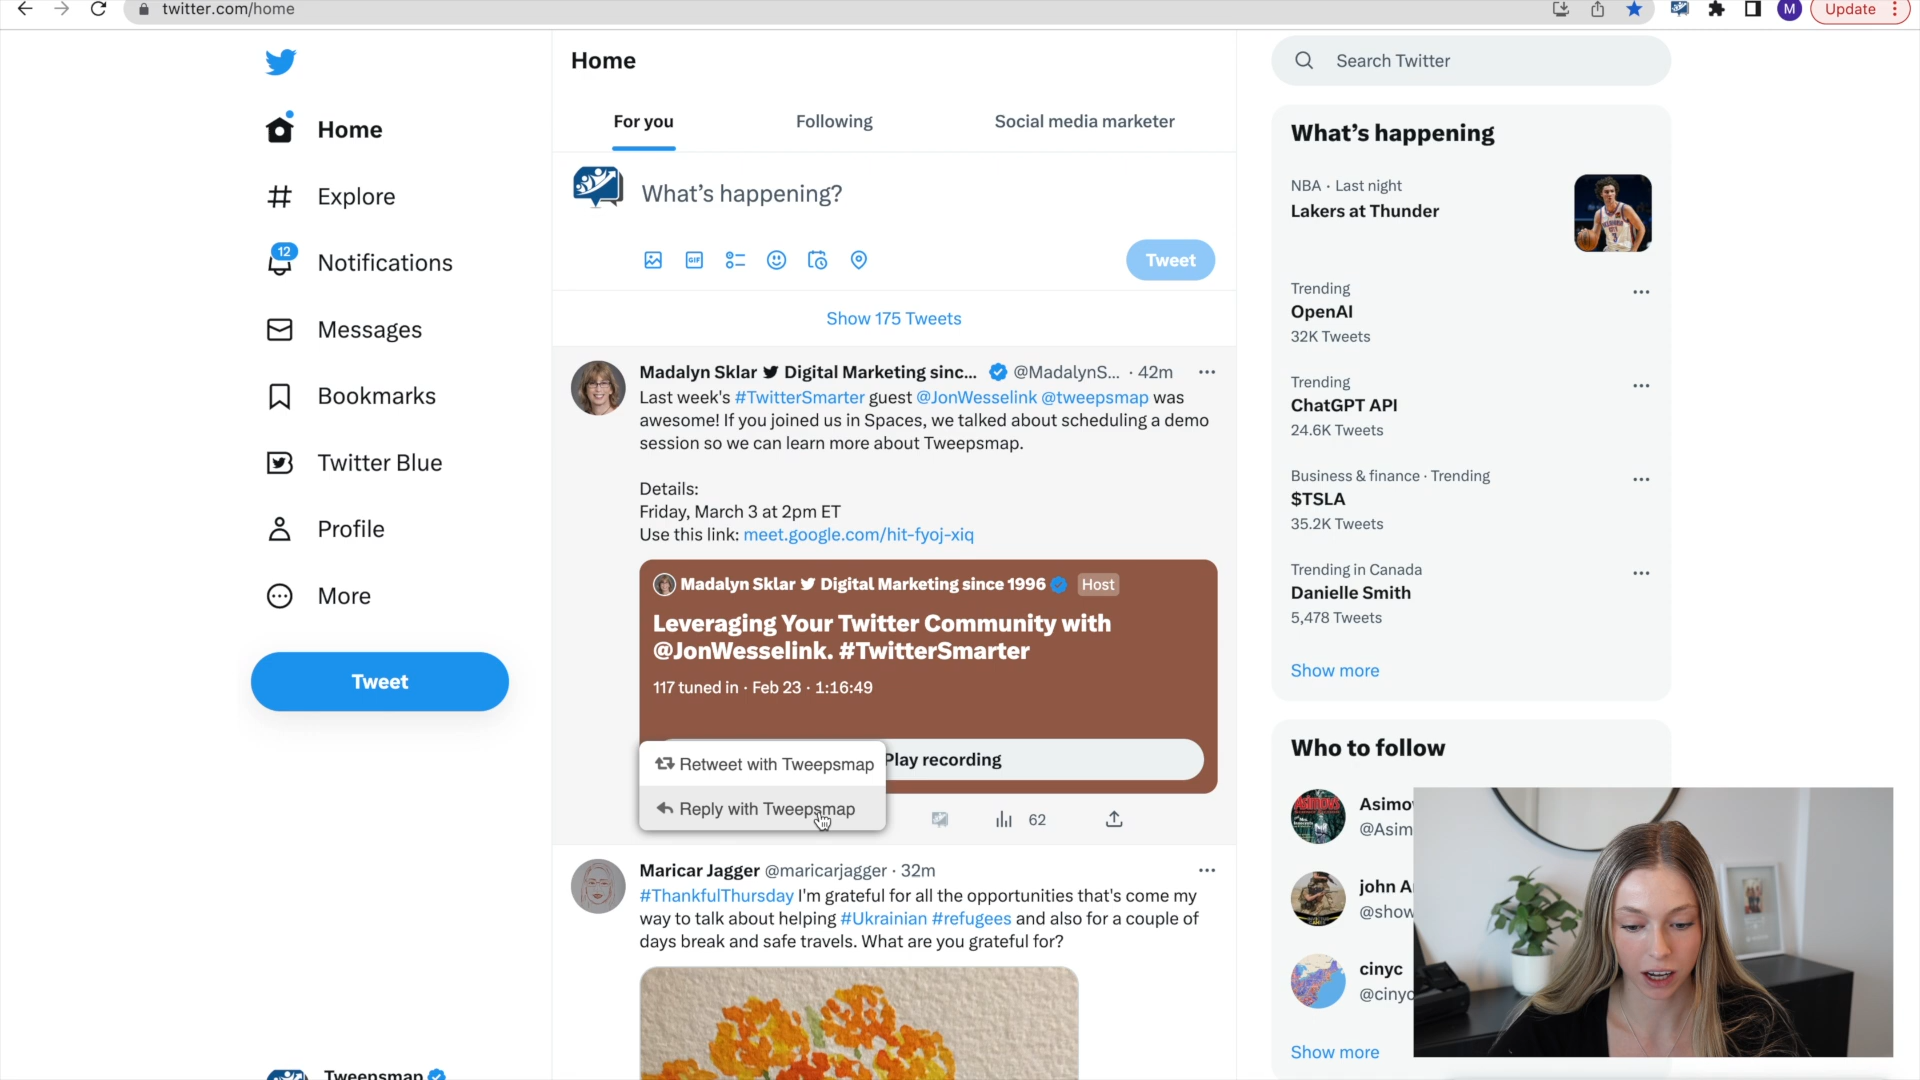 twitter.com/home
M
Update
Home
Explore
12
Notifications
Messages
Bookmarks
Twitter Blue
Profile
More
Tweet
Tweepsmap
Home
For you
Following
Social media marketer
What's happening?
GIF
Tweet
Show 175 Tweets
Madalyn Sklar Digital Marketing sinc... @MadalynS... · 42m
Last week's #TwitterSmarter guest @JonWesselink @tweepsmap was
awesome! If you joined us in Spaces, we talked about scheduling a demo
session so we can learn more about Tweepsmap.
Details:
Friday, March 3 at 2pm ET
Use this link: meet.google.com/hit-fyoj-xiq
Madalyn Sklar Digital Marketing since 1996 Host
Leveraging Your Twitter Community with
@JonWesselink. #TwitterSmarter
117 tuned in · Feb 23 · 1:16:49
Play recording
Retweet with Tweepsmap
Reply with Tweepsmap
62
Maricar Jagger @maricarjagger · 32m
#ThankfulThursday I'm grateful for all the opportunities that's come my
way to talk about helping #Ukrainian #refugees and also for a couple of
days break and safe travels. What are you grateful for?
Search Twitter
What's happening
NBA · Last night
Lakers at Thunder
Trending
OpenAI
32K Tweets
Trending
ChatGPT API
24.6K Tweets
Business & finance · Trending
$TSLA
35.2K Tweets
Trending in Canada
Danielle Smith
5,478 Tweets
Show more
Who to follow
Asimo
@Asim
john A
@show
cinyc
@cinyc
Show more